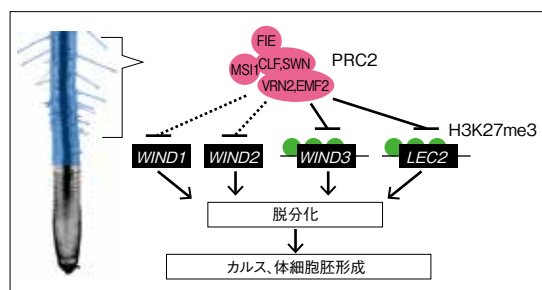 FIE
MSI1
CLF,SWN
VRN2,EMF2
PRC2
H3K27me3
WIND1
WIND2
WIND3
LEC2
脱分化
カルス、体細胞胚形成